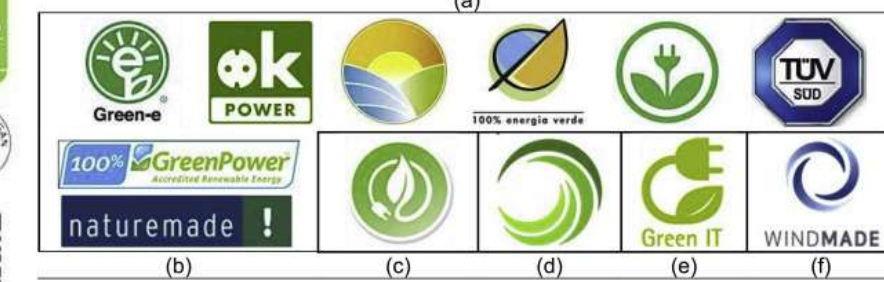 (a)
e
Green-e®
ok
POWER
100% energia verde
TÜV
SÜD
100% GreenPower
Accredited Renewable Energy
naturemade !
Green IT
WINDMADE
(b) (c) (d) (e) (f)